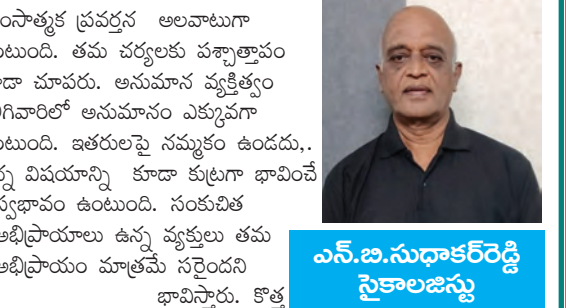 ంసాత్మక ప్రవర్తన అలవాటుగా
ంటుంది. తమ చర్యలకు పశ్చాత్తాపం
డా చూపరు. అనుమాన వ్యక్తిత్వం
గివారిలో అనుమానం ఎక్కువగా
ంటుంది. ఇతరులపై నమ్మకం ఉండదు,.
ర్న విషయాన్ని కూడా కుట్రగా భావించే
స్వభావం ఉంటుంది. సంకుచిత
అభిప్రాయాలు ఉన్న వ్యక్తులు తమ
అభిప్రాయం మాత్రమే సరైందని
భావిస్తారు. కొత్త
ఎన్.బి.సుధాకర్‌రెడ్డి
సైకాలజిస్టు